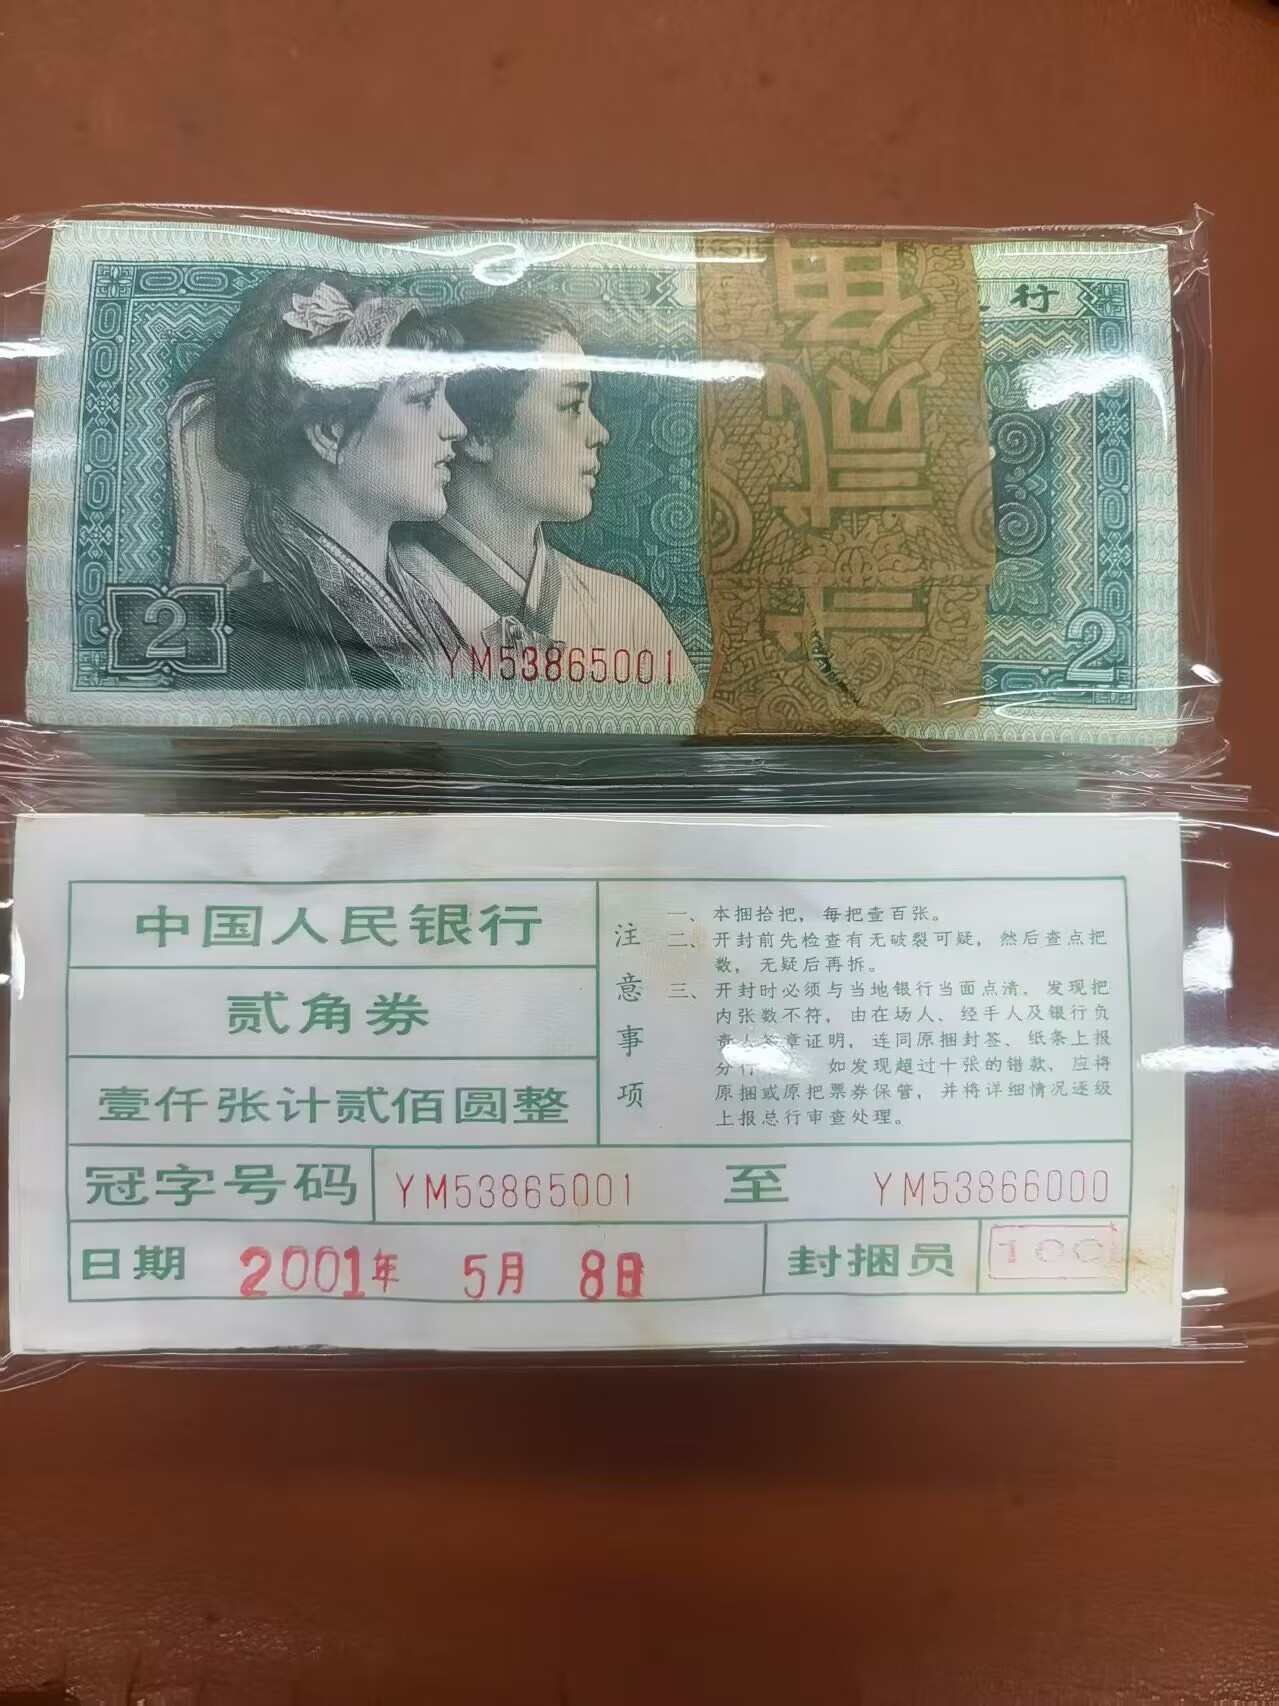 行
贰角
2
YM53865001
2
中国人民银行
贰角券
壹仟张计贰佰圆整
注意事项
一、本捆拾把，每把壹百张。
二、开封前先检查有无破裂可疑，然后查点把
数，无疑后再拆。
三、开封时必须与当地银行当面点清，发现把
内张数不符，由在场人、经手人及银行负
责人签章证明，连同原捆封签、纸条上报
分行 如发现超过十张的错款，应将
原捆或原把票券保管，并将详细情况逐级
上报总行审查处理。
冠字号码 YM53865001 至 YM53866000
日期 2001年 5月 8日 封捆员 100